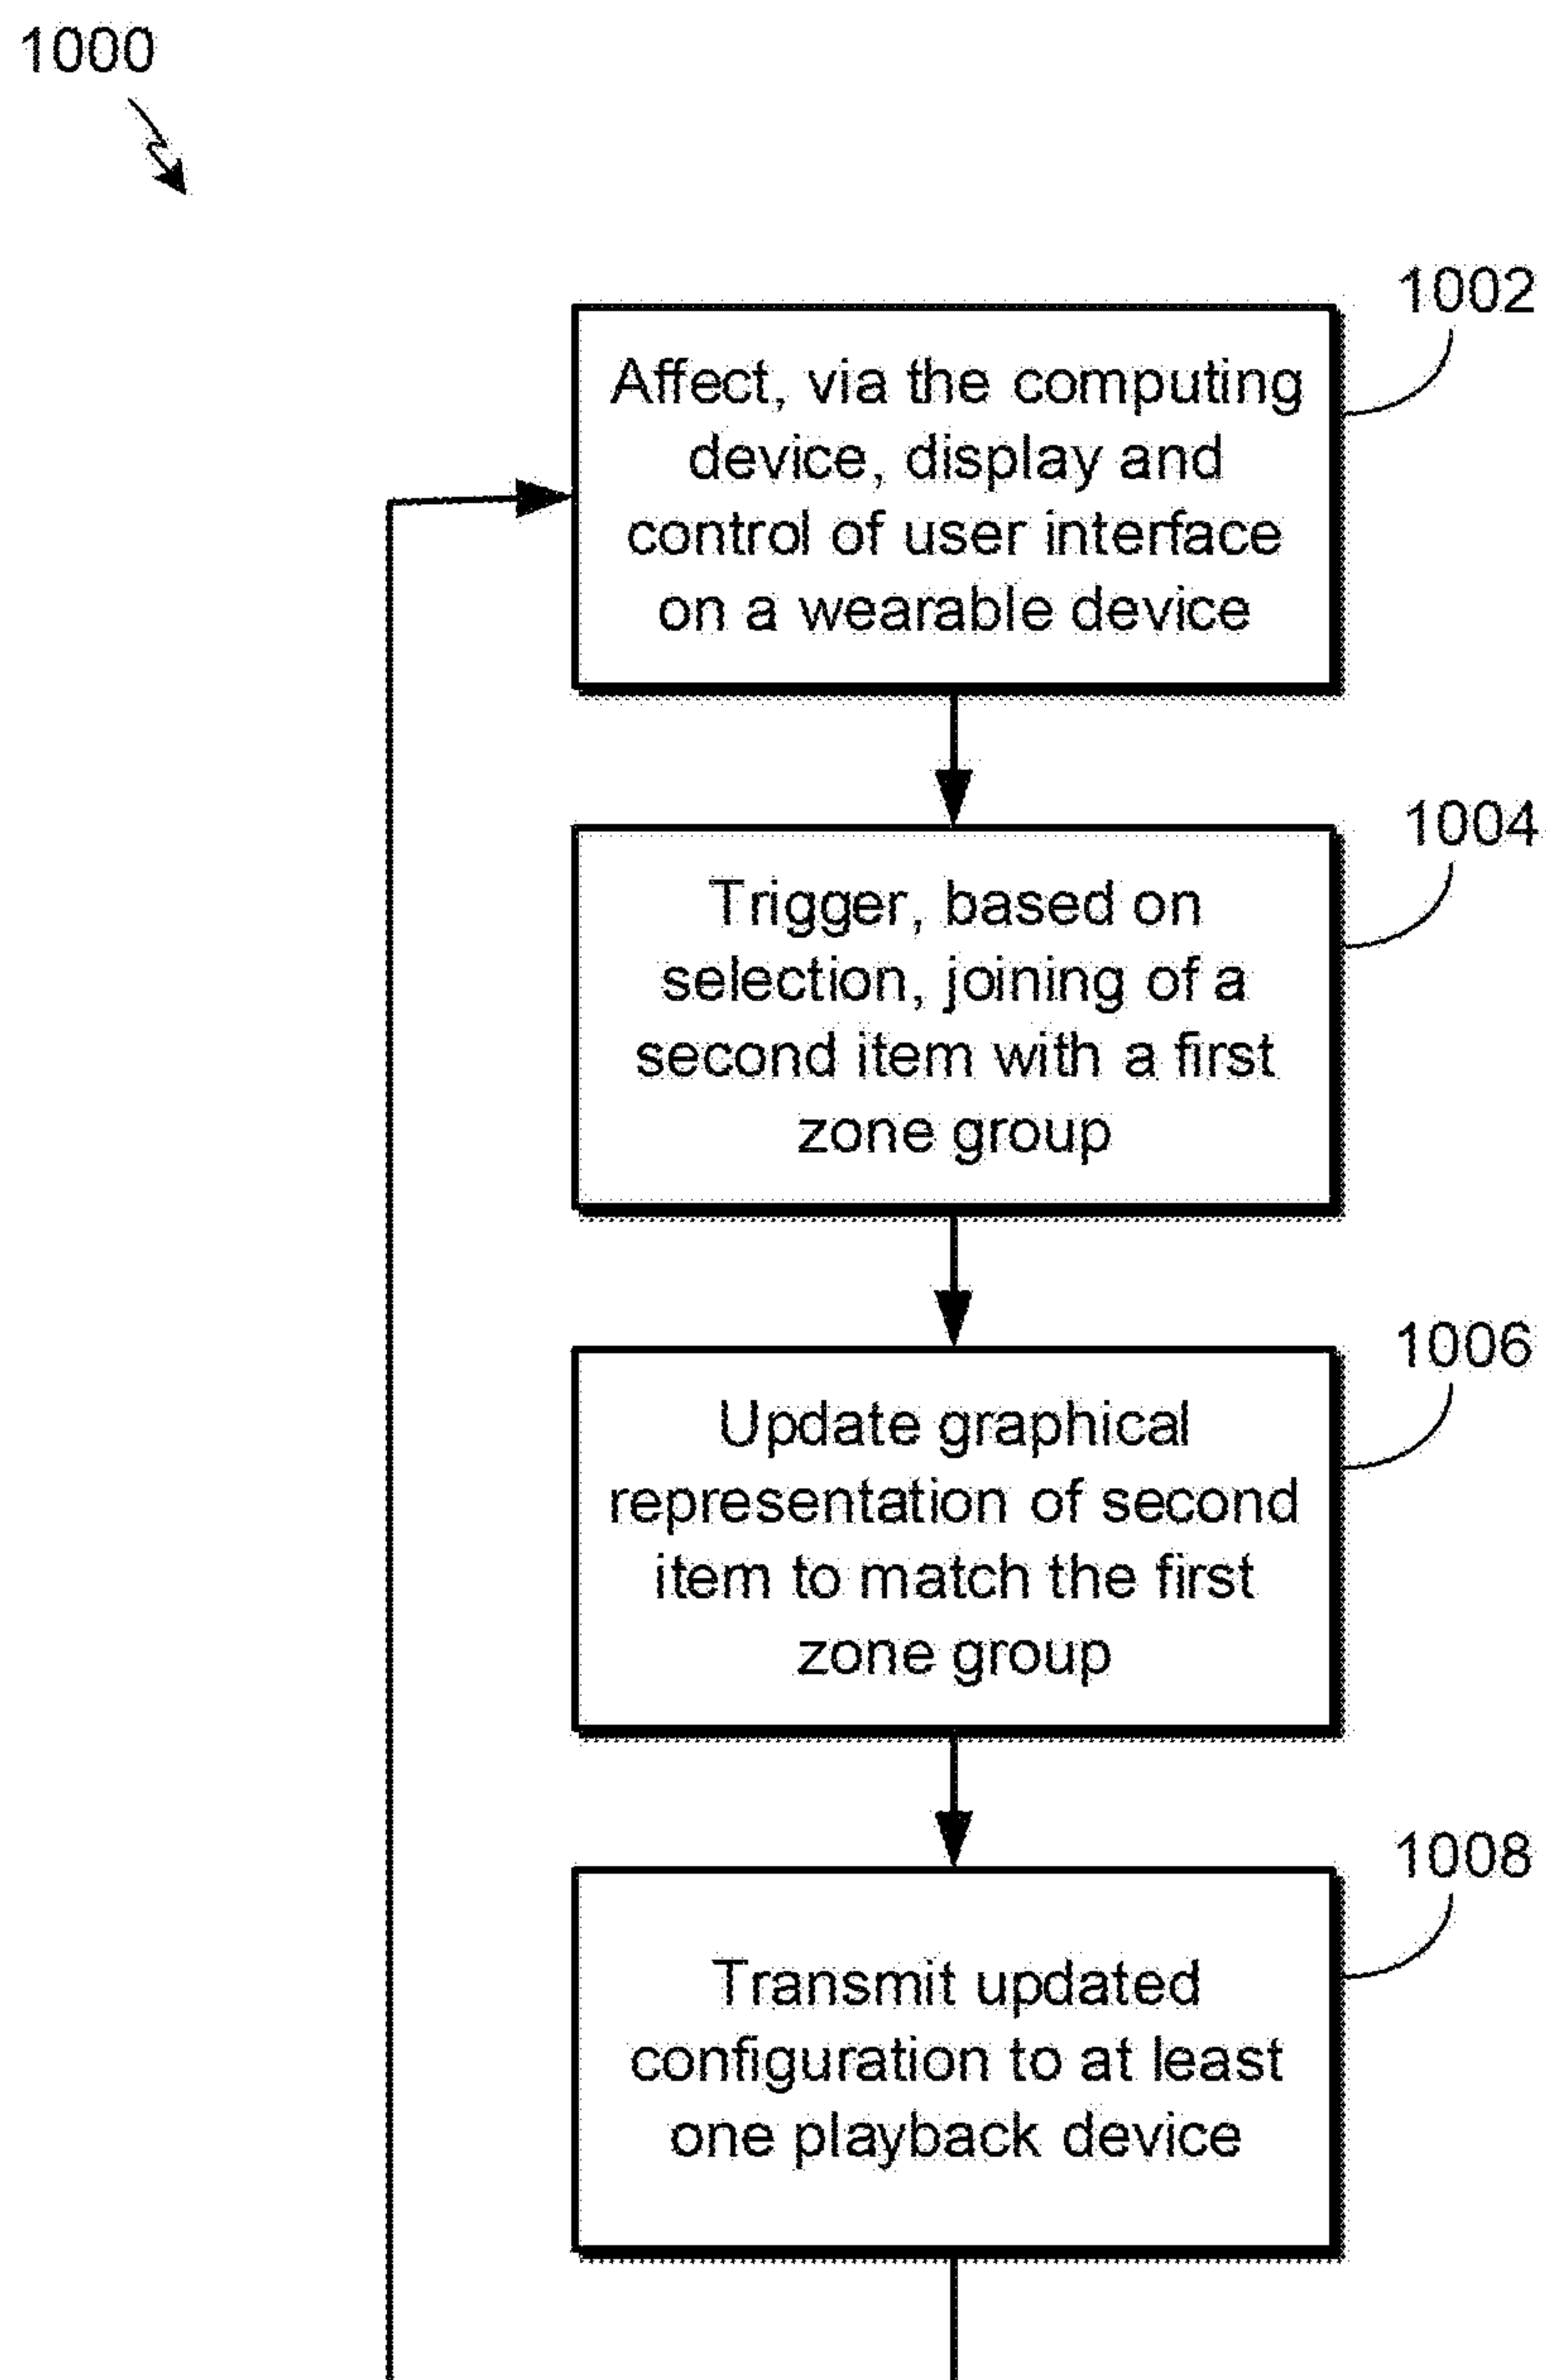 1000
1002
Affect, via the computing
device, display and
control of user interface
on a wearable device
1004
Trigger, based on
selection, joining of a
second item with a first
zone group
1006
Update graphical
representation of second
item to match the first
zone group
1008
Transmit updated
configuration to at least
one playback device